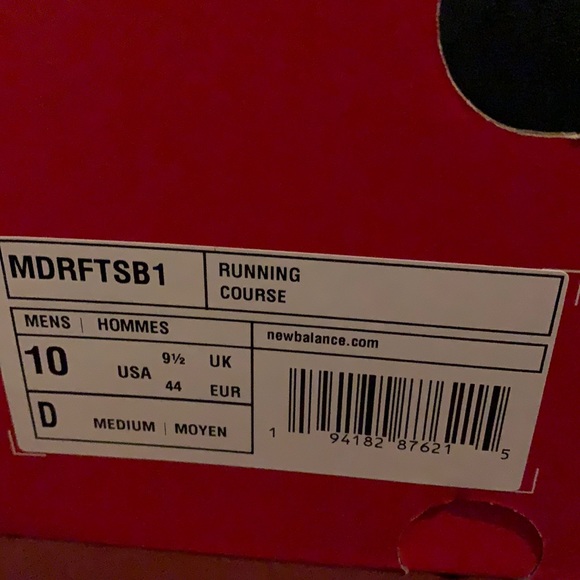 MDRFTSB1
RUNNING
COURSE
MENS | HOMMES
10 USA 9½ UK
44 EUR
D MEDIUM | MOYEN
newbalance.com
1 94182 87621 5